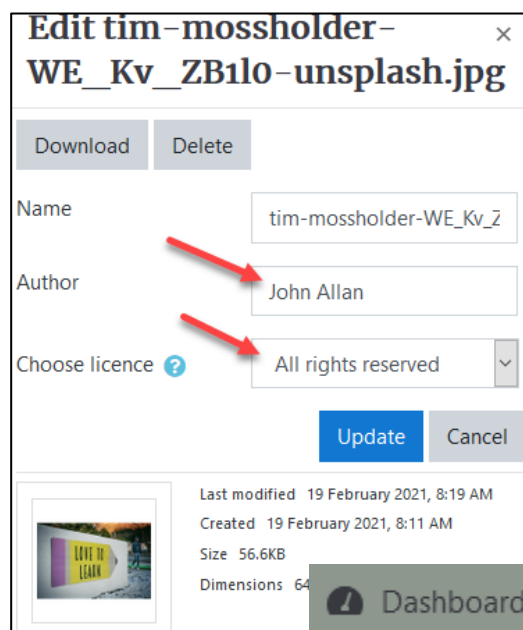 Edit tim-mossholder-
WE_Kv_ZB1l0-unsplash.jpg
×
Download Delete
Name tim-mossholder-WE_Kv_Z
Author John Allan
Choose licence ? All rights reserved
Update Cancel
Last modified 19 February 2021, 8:19 AM
Created 19 February 2021, 8:11 AM
Size 56.6KB
Dimensions 64
LOVE TO
LEARN
Dashboard